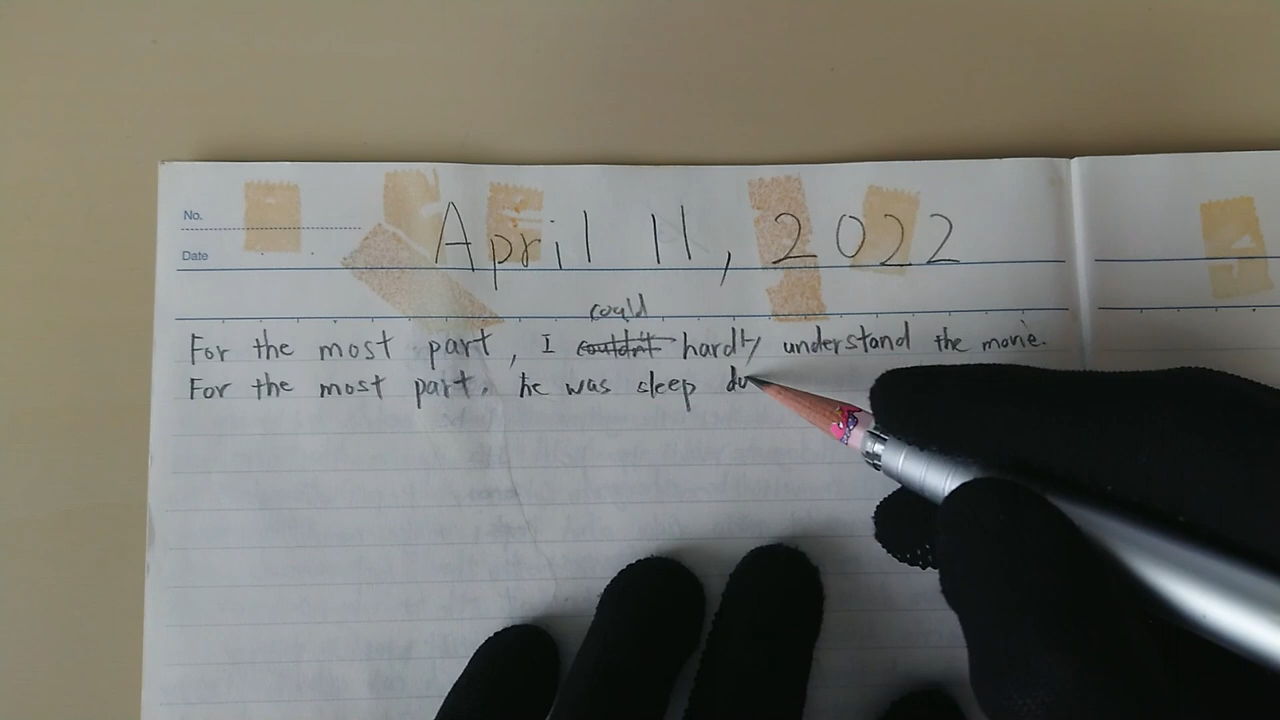 No.
Date
April 11, 2022
could
For the most part, I couldn't hardly understand the movie.
For the most part, he was sleep du